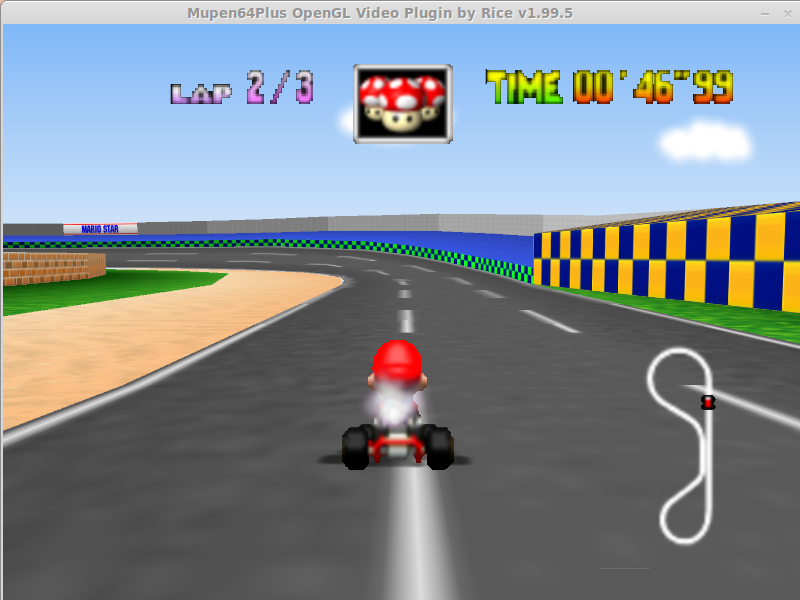 Mupen64Plus OpenGL Video Plugin by Rice v1.99.5
LAP 2/3
TIME 00'46"99
MARIO STAR